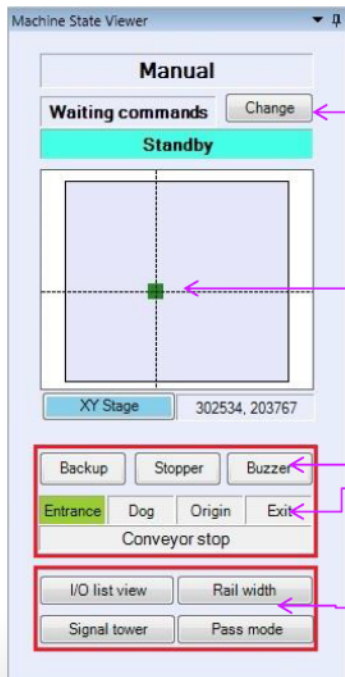 Machine State Viewer
Manual
Waiting commands Change
Standby
XY Stage 302534, 203767
Backup Stopper Buzzer
Entrance Dog Origin Exit
Conveyor stop
I/O list view Rail width
Signal tower Pass mode